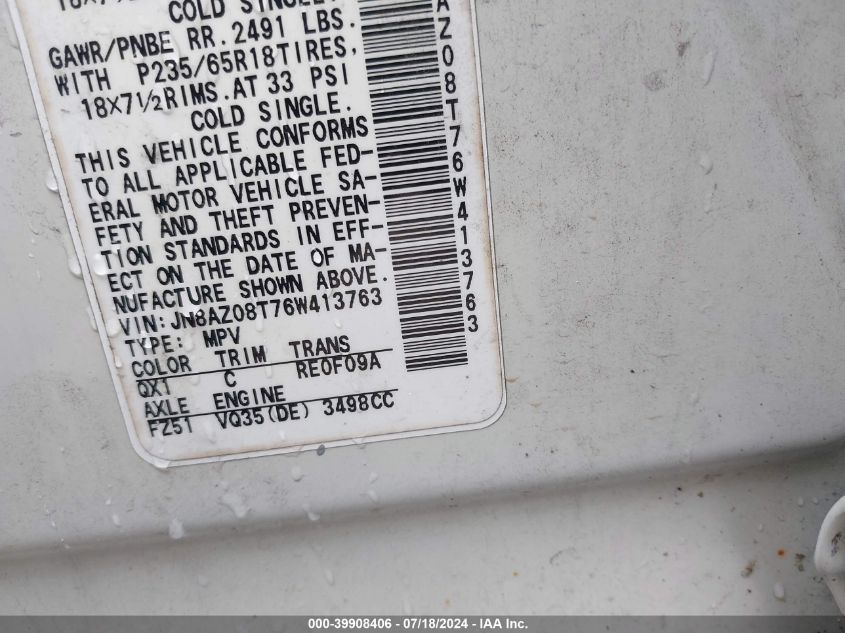 COLD SINGLE.
GAWR/PNBE RR.2491 LBS.
WITH P235/65R18TIRES,
18X7½RIMS.AT 33 PSI
COLD SINGLE.
THIS VEHICLE CONFORMS
TO ALL APPLICABLE FED-
ERAL MOTOR VEHICLE SA-
FETY AND THEFT PREVEN-
TION STANDARDS IN EFF-
ECT ON THE DATE OF MA-
NUFACTURE SHOWN ABOVE.
VIN:JN8AZ08T76W413763
TYPE: MPV
COLOR TRIM TRANS
QX1 C RE0F09A
AXLE ENGINE
FZ51 VQ35(DE) 3498CC
AZ08T76W413763
000-39908406 - 07/18/2024 - IAA Inc.